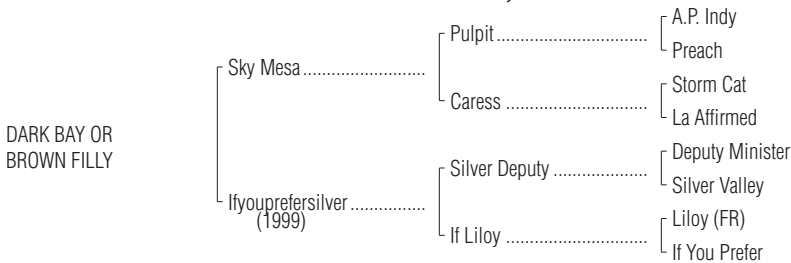 A.P. Indy
Pulpit..................................
Preach
Sky Mesa...........................
Storm Cat
Caress ................................
La Affirmed
DARK BAY OR
BROWN FILLY
Deputy Minister
Silver Deputy .....................
Silver Valley
Ifyouprefersilver................
(1999)
Liloy (FR)
If Liloy ................................
If You Prefer